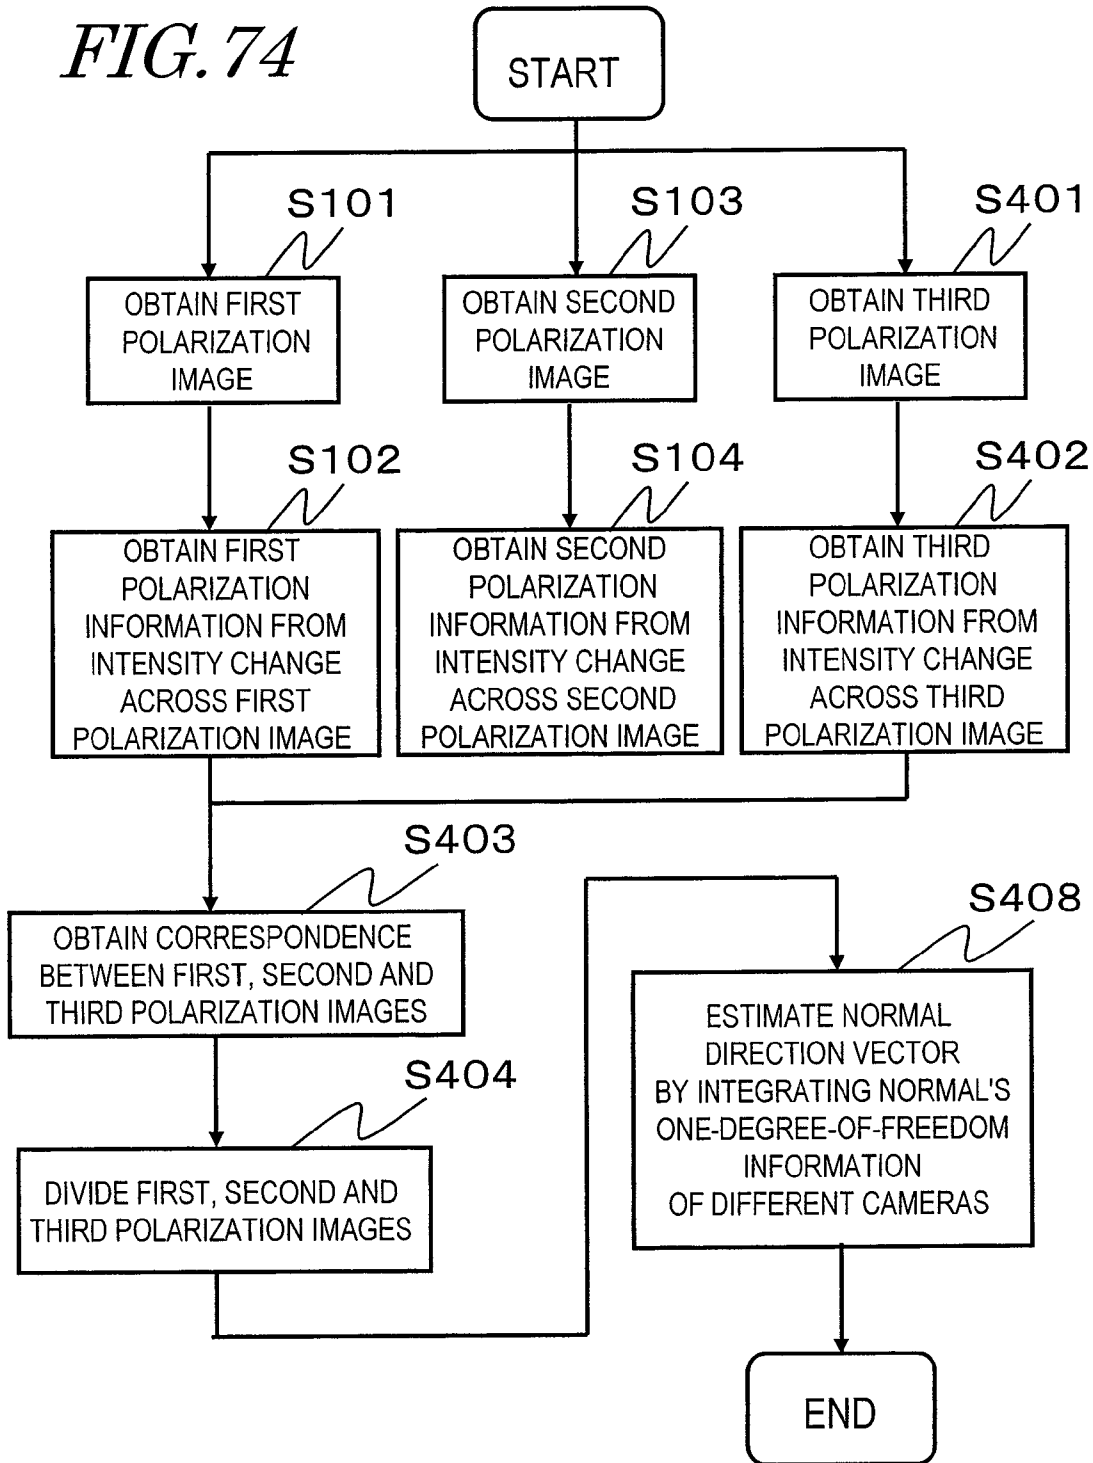 FIG. 74
START
S101
OBTAIN FIRST
POLARIZATION
IMAGE
S103
OBTAIN SECOND
POLARIZATION
IMAGE
S401
OBTAIN THIRD
POLARIZATION
IMAGE
S102
OBTAIN FIRST
POLARIZATION
INFORMATION FROM
INTENSITY CHANGE
ACROSS FIRST
POLARIZATION IMAGE
S104
OBTAIN SECOND
POLARIZATION
INFORMATION FROM
INTENSITY CHANGE
ACROSS SECOND
POLARIZATION IMAGE
S402
OBTAIN THIRD
POLARIZATION
INFORMATION FROM
INTENSITY CHANGE
ACROSS THIRD
POLARIZATION IMAGE
S403
OBTAIN CORRESPONDENCE
BETWEEN FIRST, SECOND AND
THIRD POLARIZATION IMAGES
S404
DIVIDE FIRST, SECOND AND
THIRD POLARIZATION IMAGES
S408
ESTIMATE NORMAL
DIRECTION VECTOR
BY INTEGRATING NORMAL'S
ONE-DEGREE-OF-FREEDOM
INFORMATION
OF DIFFERENT CAMERAS
END